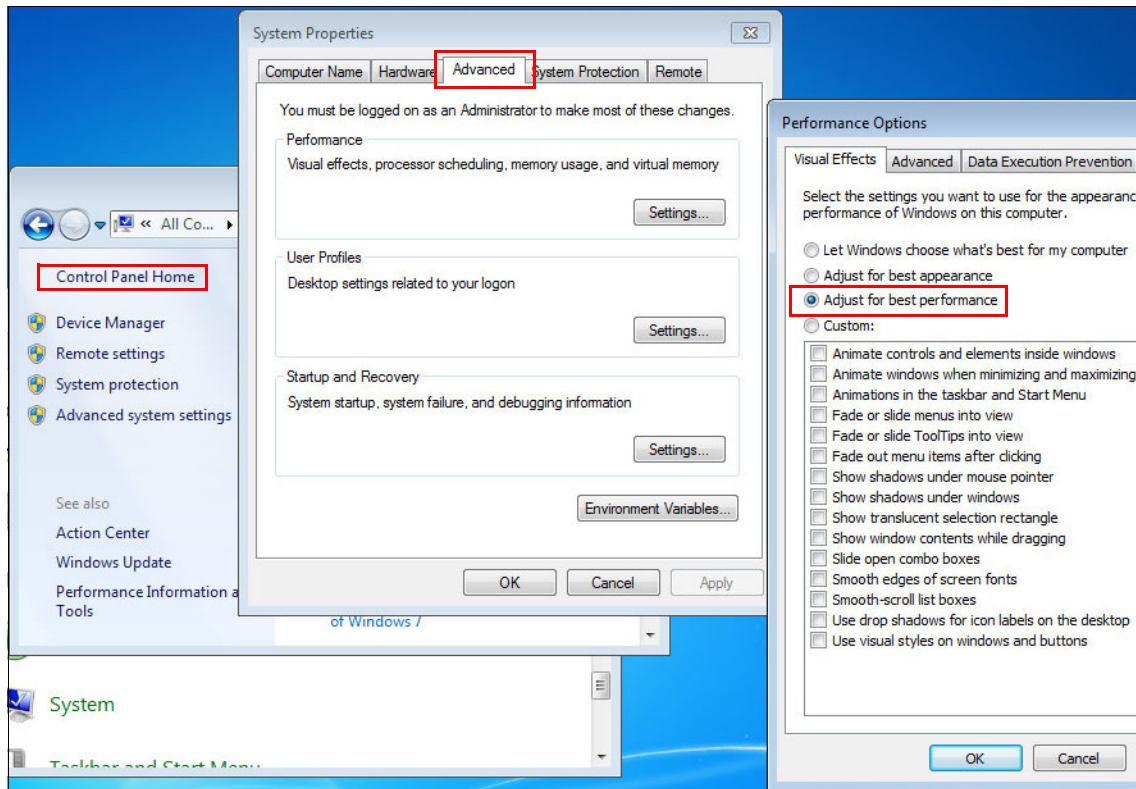 System Properties
Computer Name Hardware Advanced System Protection Remote
You must be logged on as an Administrator to make most of these changes.
Performance
Visual effects, processor scheduling, memory usage, and virtual memory
Settings...
User Profiles
Desktop settings related to your logon
Settings...
Startup and Recovery
System startup, system failure, and debugging information
Settings...
Environment Variables...
OK Cancel Apply
« All Co...
Control Panel Home
Device Manager
Remote settings
System protection
Advanced system settings
See also
Action Center
Windows Update
Performance Information a
Tools
of Windows 7
System
Taskbar and Start Menu
Performance Options
Visual Effects Advanced Data Execution Prevention
Select the settings you want to use for the appearanc
performance of Windows on this computer.
Let Windows choose what's best for my computer
Adjust for best appearance
Adjust for best performance
Custom:
Animate controls and elements inside windows
Animate windows when minimizing and maximizing
Animations in the taskbar and Start Menu
Fade or slide menus into view
Fade or slide ToolTips into view
Fade out menu items after clicking
Show shadows under mouse pointer
Show shadows under windows
Show translucent selection rectangle
Show window contents while dragging
Slide open combo boxes
Smooth edges of screen fonts
Smooth-scroll list boxes
Use drop shadows for icon labels on the desktop
Use visual styles on windows and buttons
OK Cancel